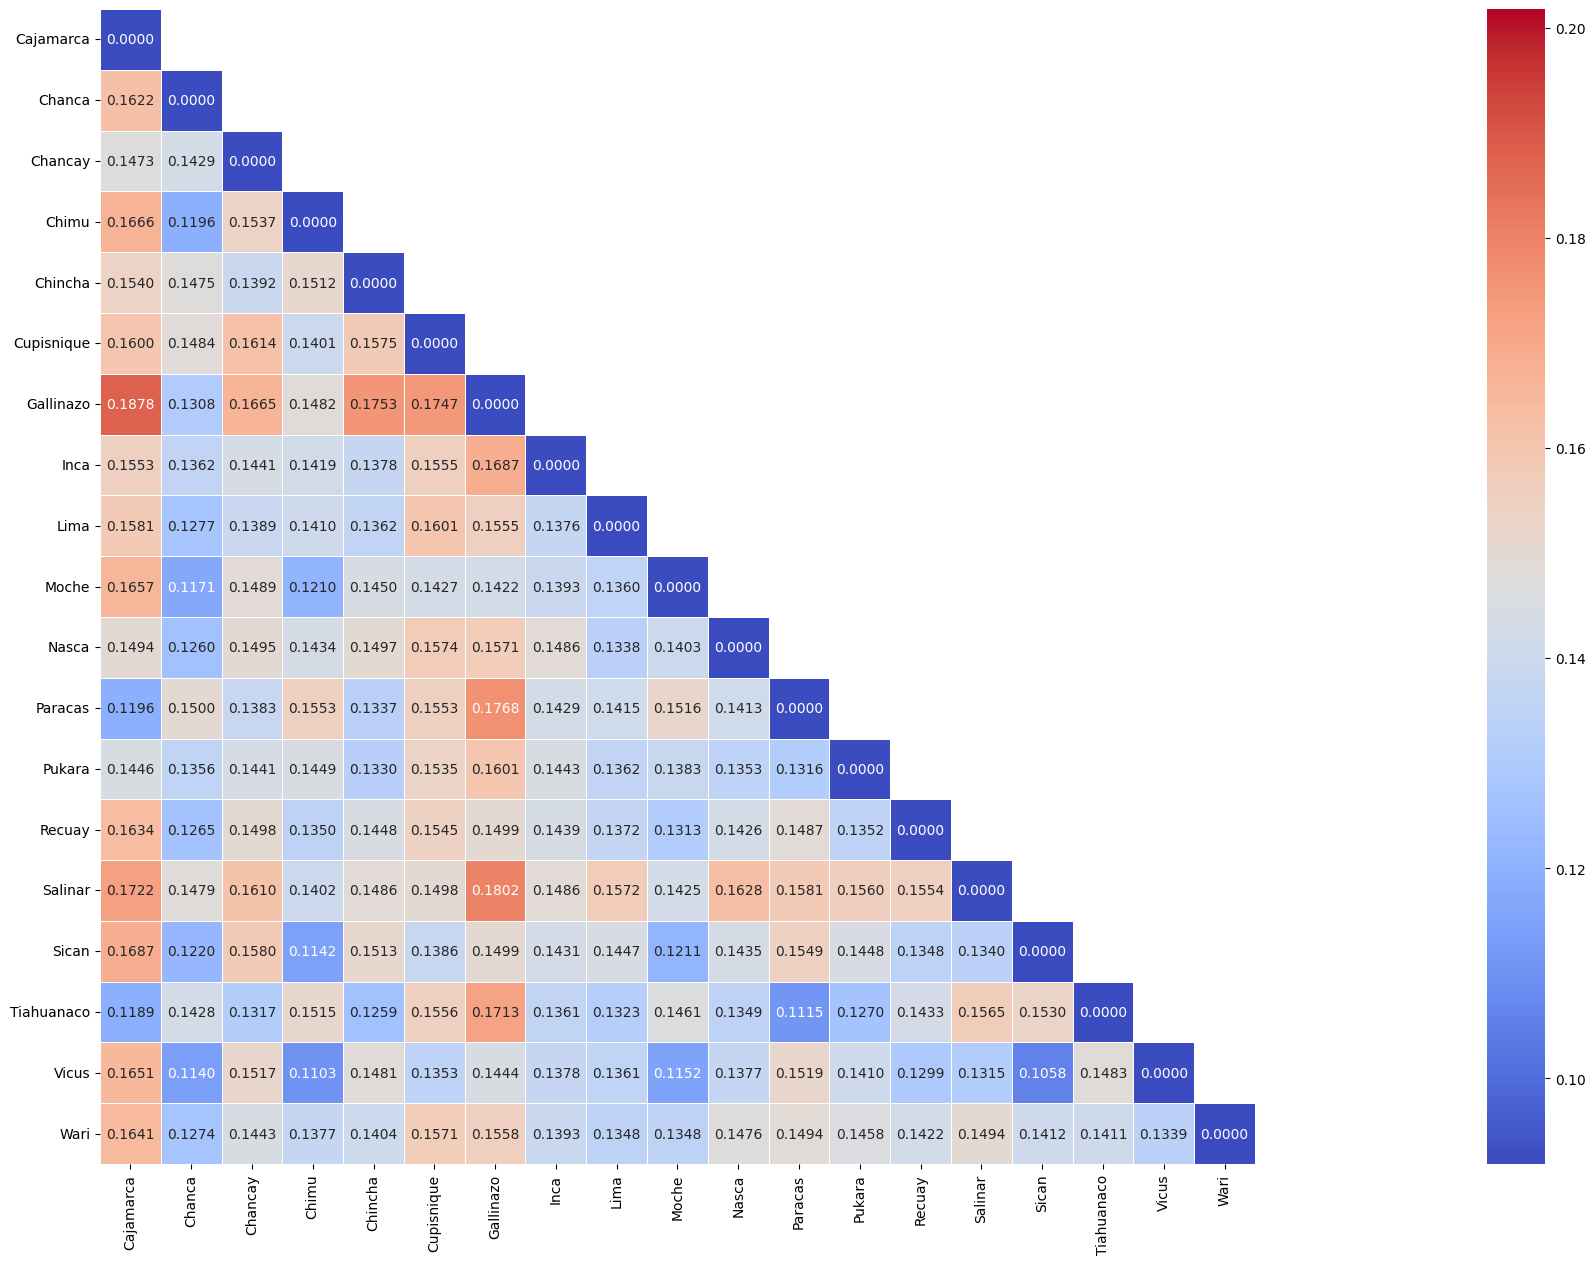 Cajamarca 0.0000
Chanca 0.1622 0.0000
Chancay 0.1473 0.1429 0.0000
Chimu 0.1666 0.1196 0.1537 0.0000
Chincha 0.1540 0.1475 0.1392 0.1512 0.0000
Cupisnique 0.1600 0.1484 0.1614 0.1401 0.1575 0.0000
Gallinazo 0.1878 0.1308 0.1665 0.1482 0.1753 0.1747 0.0000
Inca 0.1553 0.1362 0.1441 0.1419 0.1378 0.1555 0.1687 0.0000
Lima 0.1581 0.1277 0.1389 0.1410 0.1362 0.1601 0.1555 0.1376 0.0000
Moche 0.1657 0.1171 0.1489 0.1210 0.1450 0.1427 0.1422 0.1393 0.1360 0.0000
Nasca 0.1494 0.1260 0.1495 0.1434 0.1497 0.1574 0.1571 0.1486 0.1338 0.1403 0.0000
Paracas 0.1196 0.1500 0.1383 0.1553 0.1337 0.1553 0.1768 0.1429 0.1415 0.1516 0.1413 0.0000
Pukara 0.1446 0.1356 0.1441 0.1449 0.1330 0.1535 0.1601 0.1443 0.1362 0.1383 0.1353 0.1316 0.0000
Recuay 0.1634 0.1265 0.1498 0.1350 0.1448 0.1545 0.1499 0.1439 0.1372 0.1313 0.1426 0.1487 0.1352 0.0000
Salinar 0.1722 0.1479 0.1610 0.1402 0.1486 0.1498 0.1802 0.1486 0.1572 0.1425 0.1628 0.1581 0.1560 0.1554 0.0000
Sican 0.1687 0.1220 0.1580 0.1142 0.1513 0.1386 0.1499 0.1431 0.1447 0.1211 0.1435 0.1549 0.1448 0.1348 0.1340 0.0000
Tiahuanaco 0.1189 0.1428 0.1317 0.1515 0.1259 0.1556 0.1713 0.1361 0.1323 0.1461 0.1349 0.1115 0.1270 0.1433 0.1565 0.1530 0.0000
Vicus 0.1651 0.1140 0.1517 0.1103 0.1481 0.1353 0.1444 0.1378 0.1361 0.1152 0.1377 0.1519 0.1410 0.1299 0.1315 0.1058 0.1483 0.0000
Wari 0.1641 0.1274 0.1443 0.1377 0.1404 0.1571 0.1558 0.1393 0.1348 0.1348 0.1476 0.1494 0.1458 0.1422 0.1494 0.1412 0.1411 0.1339 0.0000
Cajamarca
Chanca
Chancay
Chimu
Chincha
Cupisnique
Gallinazo
Inca
Lima
Moche
Nasca
Paracas
Pukara
Recuay
Salinar
Sican
Tiahuanaco
Vicus
Wari
0.20
0.18
0.16
0.14
0.12
0.10